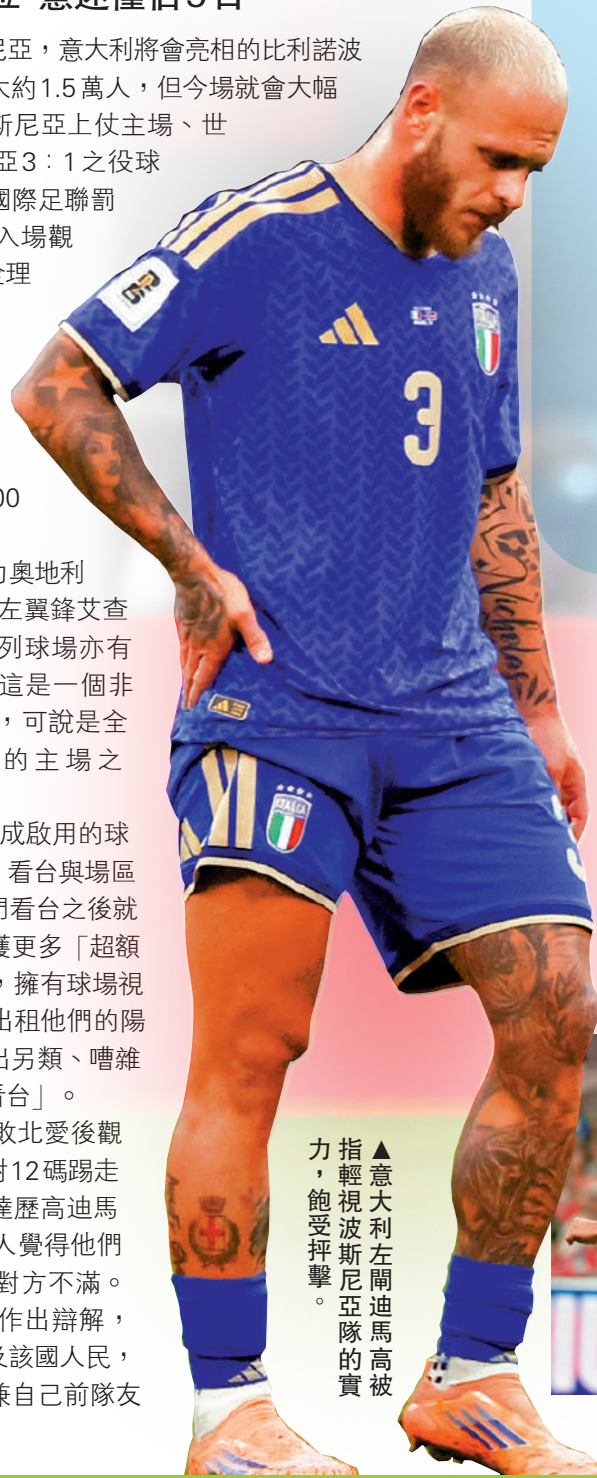 尼亞，意大利將會亮相的比利諾波
大約1.5萬人，但今場就會大幅
斯尼亞上仗主場、世
亞3：1之役球
國際足聯罰
入場觀
理
00
奧地利
左翼鋒艾查
列球場亦有
這是一個非
，可說是全
的主場之
成啟用的球
看台與場區
門看台之後就
獲更多「超額
，擁有球場視
出租他們的陽
出另類、嘈雜
看台」。
敗北愛後觀
對12碼踢走
達歷高迪馬
人覺得他們
對方不滿。
作出辯解，
及該國人民，
兼自己前隊友
▲意大利左閘迪馬高被
指輕視波斯尼亞隊的實
力，飽受抨擊。
3
ITALIA
Nicholas
ITALIA
3